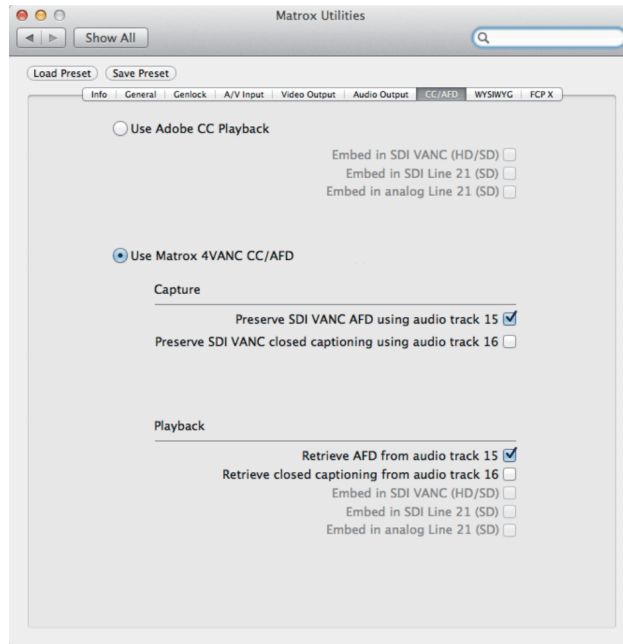 Matrox Utilities
Show All
Load Preset Save Preset
Info General Genlock A/V Input Video Output Audio Output CC/AFD WYSIWYG FCP X
Use Adobe CC Playback
Embed in SDI VANC (HD/SD)
Embed in SDI Line 21 (SD)
Embed in analog Line 21 (SD)
Use Matrox 4VANC CC/AFD
Capture
Preserve SDI VANC AFD using audio track 15
Preserve SDI VANC closed captioning using audio track 16
Playback
Retrieve AFD from audio track 15
Retrieve closed captioning from audio track 16
Embed in SDI VANC (HD/SD)
Embed in SDI Line 21 (SD)
Embed in analog Line 21 (SD)